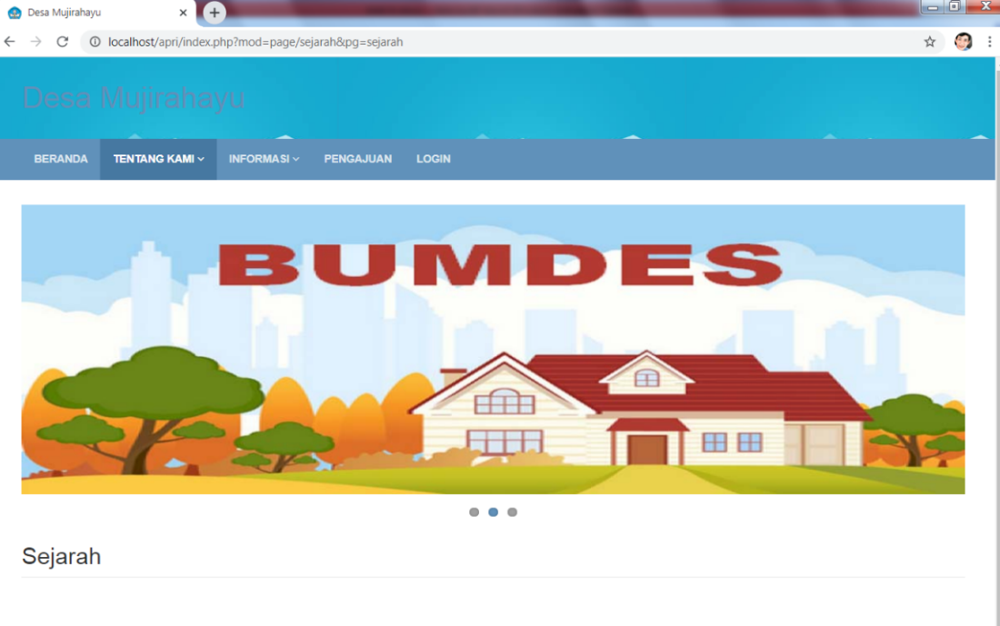 Desa Mujirahayu
localhost/apri/index.php?mod=page/sejarah&pg=sejarah
Desa Mujirahayu
BERANDA TENTANG KAMI INFORMASI PENGAJUAN LOGIN
BUMDES
Sejarah